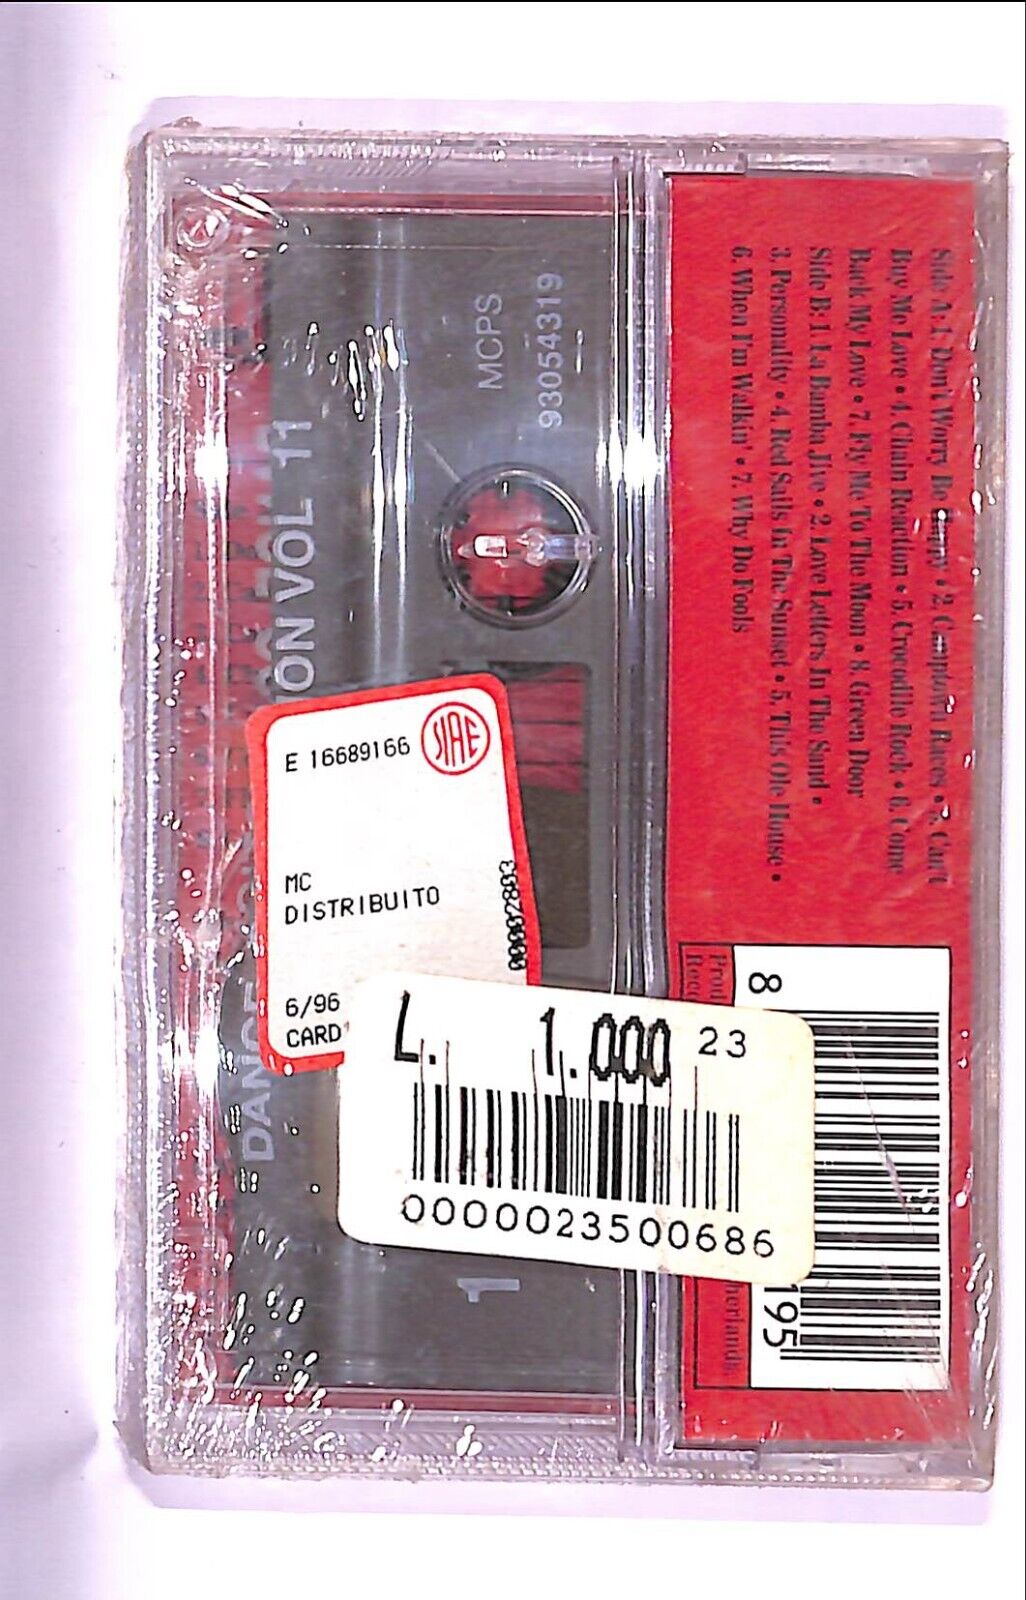 Side A: 1. Don't Worry Be Happy • 2. Camptown Races • 3. Can't
Buy Me Love • 4. Chain Reaction • 5. Crocodile Rock • 6. Come
Back My Love • 7. Fly Me To The Moon • 8. Green Door
Side B: 1 La Bamba Jive • 2. Love Letters In The Sand •
3. Personality • 4. Red Sails In The Sunset • 5. This Ole House •
6. When I'm Walkin' • 7. Why Do Fools
8
195
MCPS
93054319
VOL 11
1
E 16689166
SIAE
MC
DISTRIBUITO
00002803
6/96
CARD
L. 1.000 23
0000023500686